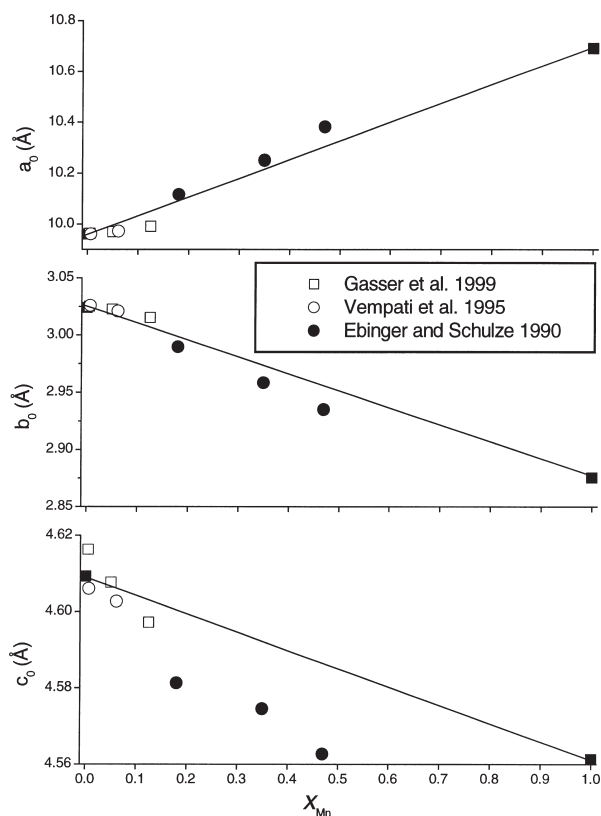 10.8
10.6
10.4
10.2
10.0
a0 (Å)
3.05
3.00
2.95
2.90
2.85
b0 (Å)
Gasser et al. 1999
Vempati et al. 1995
Ebinger and Schulze 1990
4.62
4.60
4.58
4.56
c0 (Å)
0.0 0.1 0.2 0.3 0.4 0.5 0.6 0.7 0.8 0.9 1.0
XMn